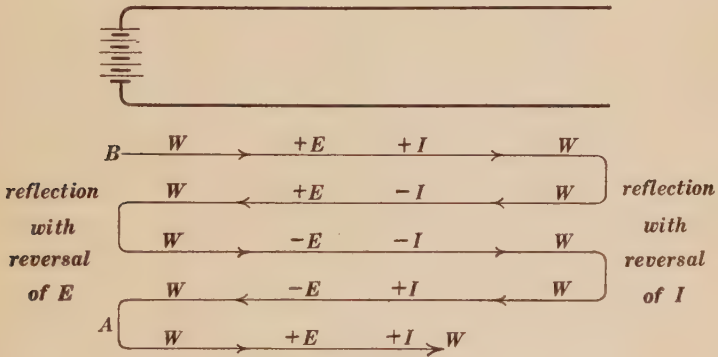 B W +E +I W
W +E −I W
reflection with reversal of E
reflection with reversal of I
W −E −I W
W −E +I W
A W +E +I W